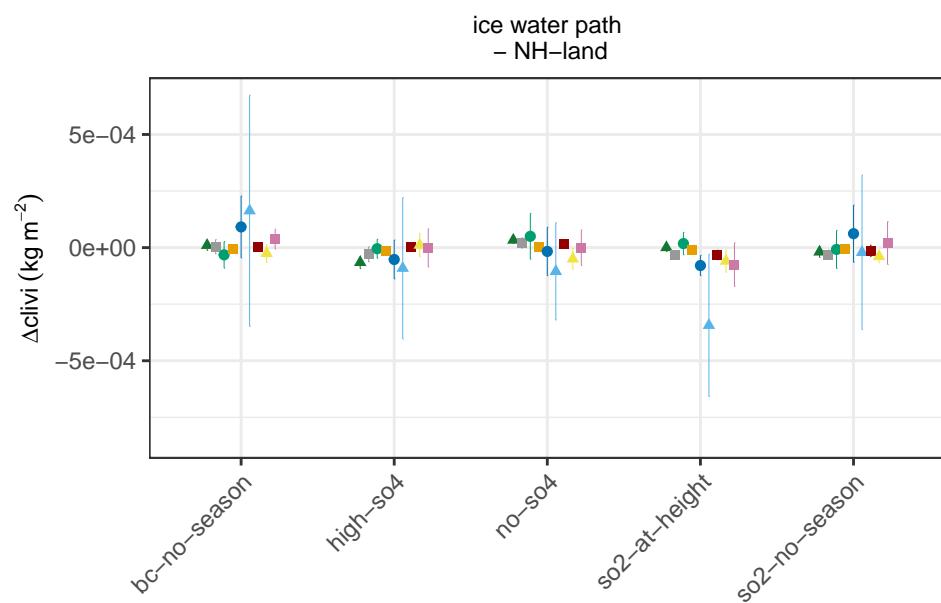 ice water path
− NH−land
Δclivi (kg m⁻²)
5e−04
0e+00
−5e−04
bc−no−season
high−so4
no−so4
so2−at−height
so2−no−season